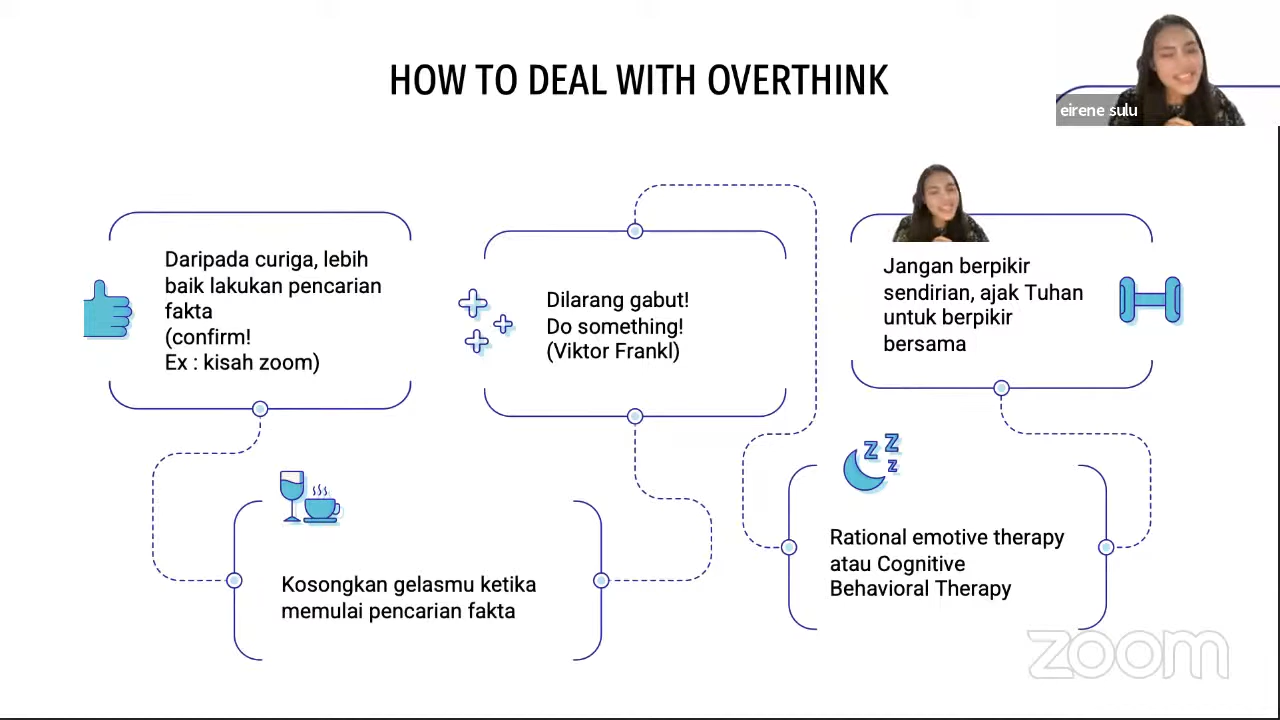 HOW TO DEAL WITH OVERTHINK
eirene sulu
Daripada curiga, lebih
baik lakukan pencarian
fakta
(confirm!
Ex : kisah zoom)
Dilarang gabut!
Do something!
(Viktor Frankl)
Jangan berpikir
sendirian, ajak Tuhan
untuk berpikir
bersama
z z z
Kosongkan gelasmu ketika
memulai pencarian fakta
Rational emotive therapy
atau Cognitive
Behavioral Therapy
zoom